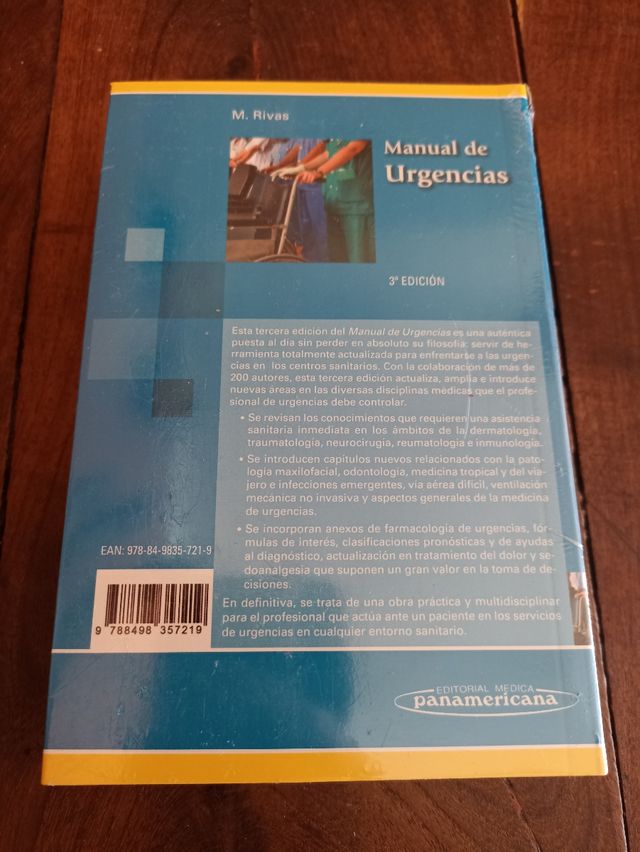 M. Rivas
Manual de
Urgencias
3ª EDICIÓN
Esta tercera edición del Manual de Urgencias es una auténtica
puesta al día sin perder en absoluto su filosofía: servir de he-
rramienta totalmente actualizada para enfrentarse a las urgen-
cias en los centros sanitarios. Con la colaboración de más de
200 autores, esta tercera edición actualiza, amplía e introduce
nuevas áreas en las diversas disciplinas médicas que el profe-
sional de urgencias debe controlar.
• Se revisan los conocimientos que requieren una asistencia
sanitaria inmediata en los ámbitos de la dermatología,
traumatología, neurocirugía, reumatología e inmunología.
• Se introducen capítulos nuevos relacionados con la pato-
logía maxilofacial, odontología, medicina tropical y del via-
jero e infecciones emergentes, vía aérea difícil, ventilación
mecánica no invasiva y aspectos generales de la medicina
de urgencias.
• Se incorporan anexos de farmacología de urgencias, fór-
mulas de interés, clasificaciones pronósticas y de ayudas
al diagnóstico, actualización en tratamiento del dolor y se-
doanalgesia que suponen un gran valor en la toma de de-
cisiones.
En definitiva, se trata de una obra práctica y multidisciplinar
para el profesional que actúa ante un paciente en los servicios
de urgencias en cualquier entorno sanitario.
EAN: 978-84-9835-721-9
9 788498 357219
EDITORIAL MEDICA
panamericana